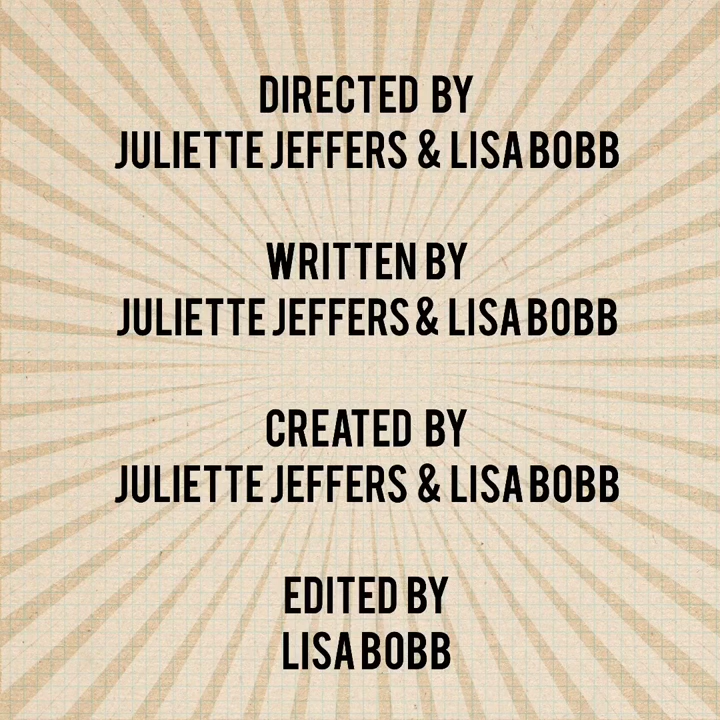 DIRECTED BY
JULIETTE JEFFERS & LISA BOBB
WRITTEN BY
JULIETTE JEFFERS & LISA BOBB
CREATED BY
JULIETTE JEFFERS & LISA BOBB
EDITED BY
LISA BOBB